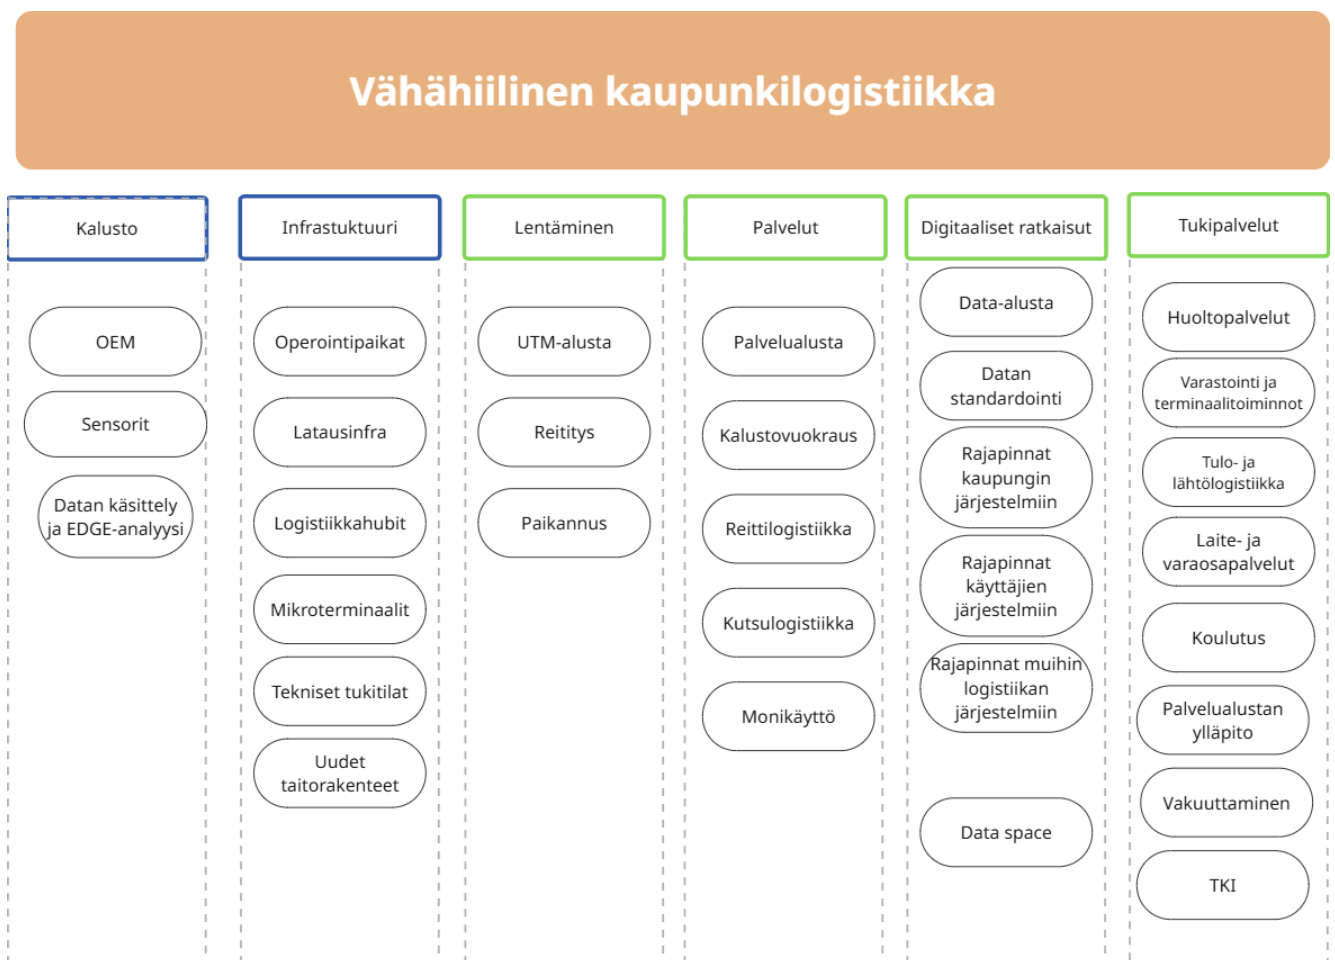 Vähähiilinen kaupunkilogistiikka
Kalusto
OEM
Sensorit
Datan käsittely
ja EDGE-analyysi
Infrastuktuuri
Operointipaikat
Latausinfra
Logistiikkahubit
Mikroterminaalit
Tekniset tukitilat
Uudet
taitorakenteet
Lentäminen
UTM-alusta
Reititys
Paikannus
Palvelut
Palvelualusta
Kalustovuokraus
Reittilogistiikka
Kutsulogistiikka
Monikäyttö
Digitaaliset ratkaisut
Data-alusta
Datan
standardointi
Rajapinnat
kaupungin
järjestelmiin
Rajapinnat
käyttäjien
järjestelmiin
Rajapinnat muihin
logistiikan
järjestelmiin
Data space
Tukipalvelut
Huoltopalvelut
Varastointi ja
terminaalitoiminnot
Tulo- ja
lähtölogistiikka
Laite- ja
varaosapalvelut
Koulutus
Palvelualustan
ylläpito
Vakuuttaminen
TKI